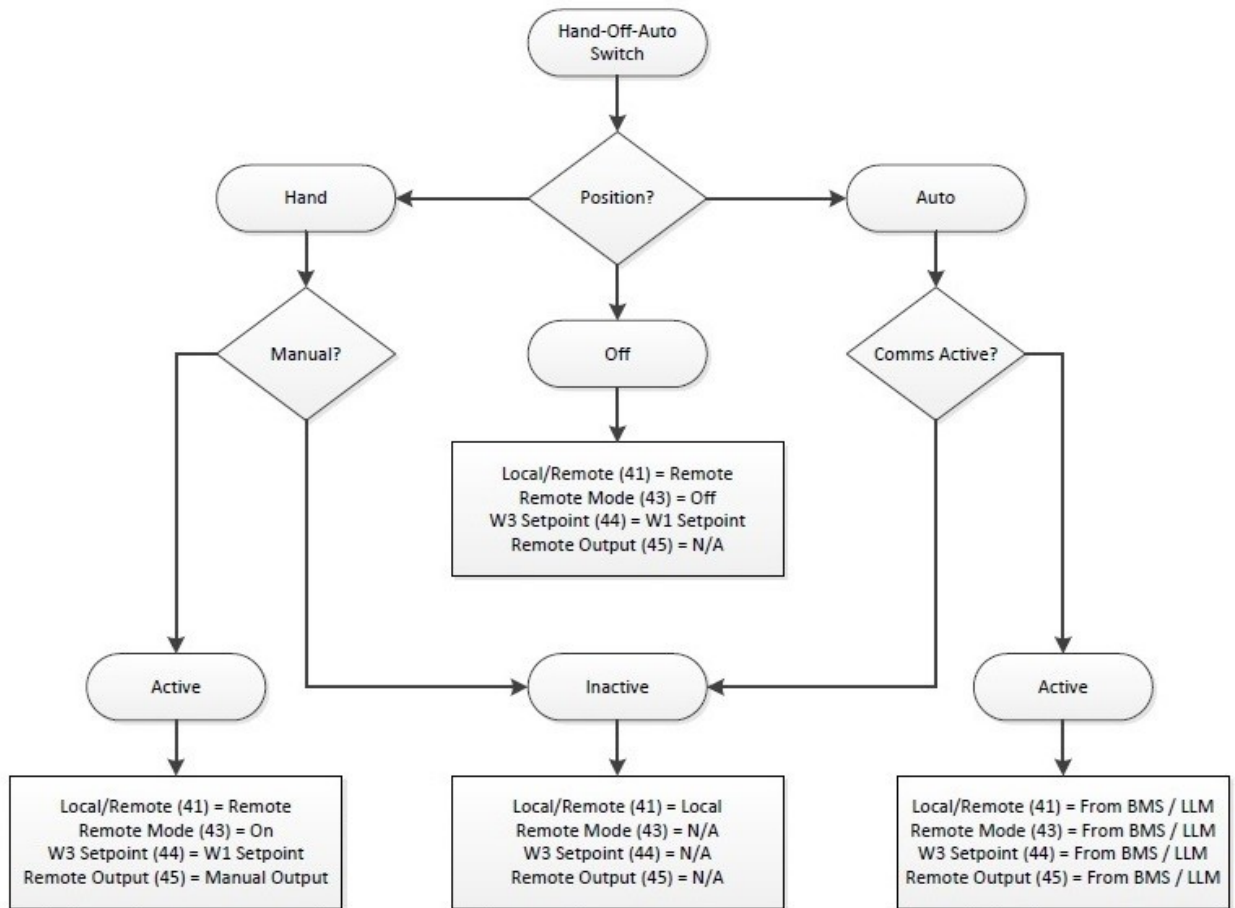 Hand-Off-Auto
Switch
Hand
Position?
Auto
Manual?
Off
Comms Active?
Local/Remote (41) = Remote
Remote Mode (43) = Off
W3 Setpoint (44) = W1 Setpoint
Remote Output (45) = N/A
Active
Inactive
Active
Local/Remote (41) = Remote
Remote Mode (43) = On
W3 Setpoint (44) = W1 Setpoint
Remote Output (45) = Manual Output
Local/Remote (41) = Local
Remote Mode (43) = N/A
W3 Setpoint (44) = N/A
Remote Output (45) = N/A
Local/Remote (41) = From BMS / LLM
Remote Mode (43) = From BMS / LLM
W3 Setpoint (44) = From BMS / LLM
Remote Output (45) = From BMS / LLM